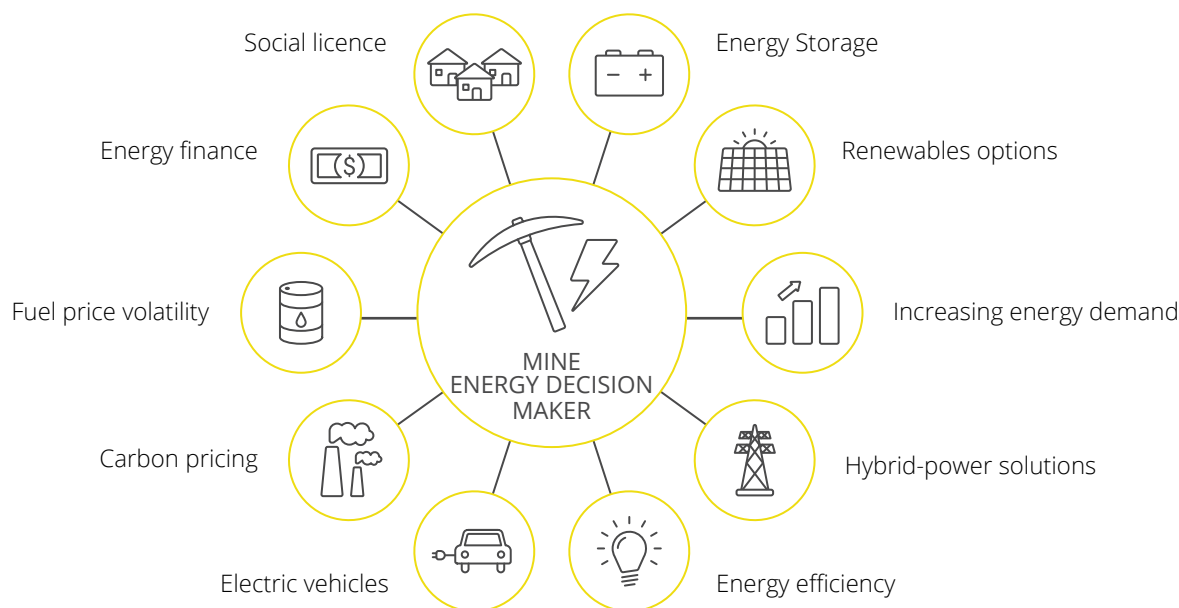 Social licence
Energy Storage
Energy finance
Renewables options
$
Fuel price volatility
Increasing energy demand
MINE
ENERGY DECISION
MAKER
Carbon pricing
Hybrid-power solutions
Electric vehicles
Energy efficiency